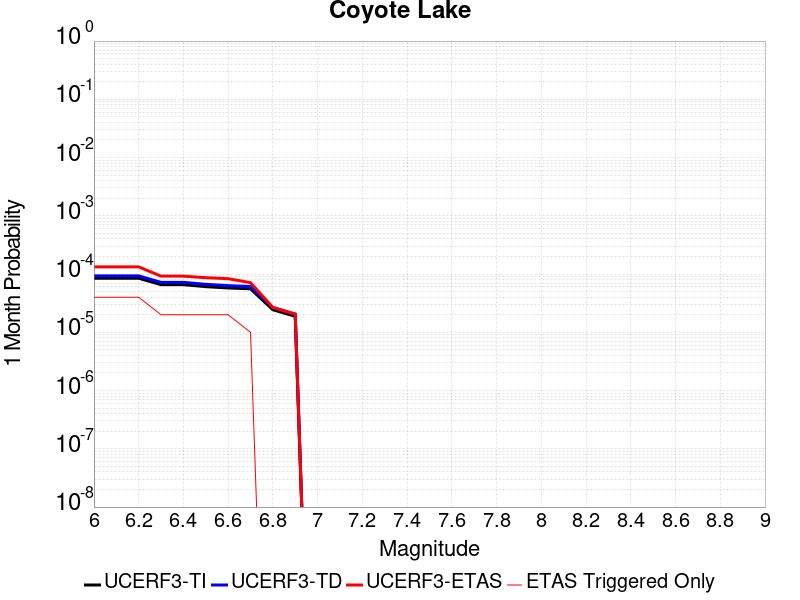 Coyote Lake
10^0
10^-1
10^-2
10^-3
10^-4
10^-5
10^-6
10^-7
10^-8
1 Month Probability
6 6.2 6.4 6.6 6.8 7 7.2 7.4 7.6 7.8 8 8.2 8.4 8.6 8.8 9
Magnitude
UCERF3-TI UCERF3-TD UCERF3-ETAS ETAS Triggered Only